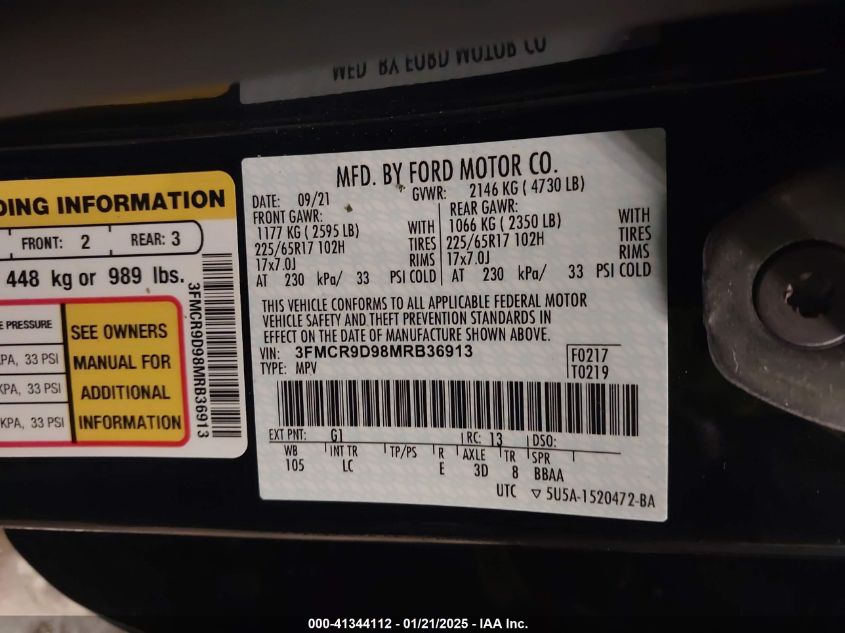 WED BX EOBD WOTOB CO
DING INFORMATION
FRONT: 2 REAR: 3
448 kg or 989 lbs.
E PRESSURE
KPA, 33 PSI
KPA, 33 PSI
KPA, 33 PSI
SEE OWNERS
MANUAL FOR
ADDITIONAL
INFORMATION
3FMCR9D98MRB36913
MFD. BY FORD MOTOR CO.
DATE: 09/21 GVWR: 2146 KG ( 4730 LB)
FRONT GAWR: REAR GAWR:
1177 KG ( 2595 LB) 1066 KG ( 2350 LB) WITH
225/65R17 102H 225/65R17 102H TIRES
17x7.0J 17x7.0J RIMS
AT 230 kPa/ 33 PSI COLD AT 230 kPa/ 33 PSI COLD
THIS VEHICLE CONFORMS TO ALL APPLICABLE FEDERAL MOTOR
VEHICLE SAFETY AND THEFT PREVENTION STANDARDS IN
EFFECT ON THE DATE OF MANUFACTURE SHOWN ABOVE.
VIN: 3FMCR9D98MRB36913 F0217
TYPE: MPV T0219
EXT PNT: G1 RC: 13 DSO:
WB INT TR TP/PS R AXLE TR SPR
105 LC E 3D 8 BBAA
UTC ▽ 5U5A-1520472-BA
000-41344112 - 01/21/2025 - IAA Inc.